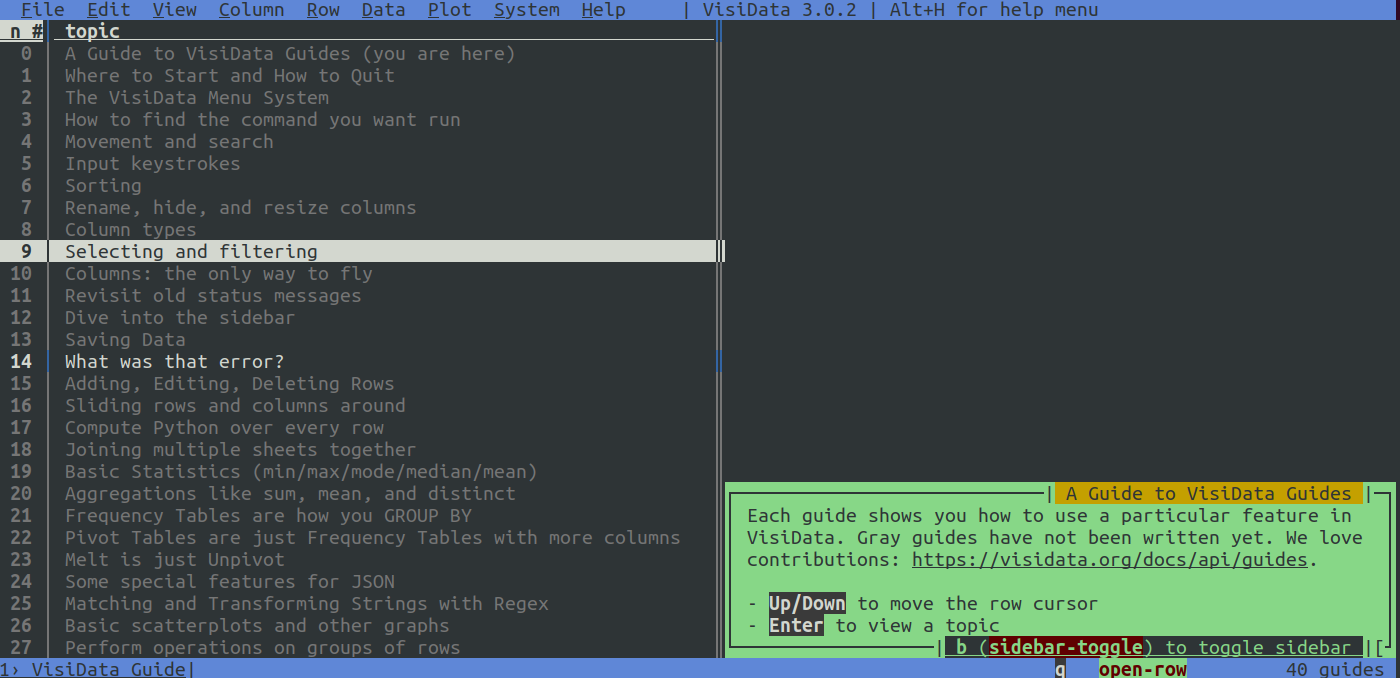 File Edit View Column Row Data Plot System Help | VisiData 3.0.2 | Alt+H for help menu
n # topic
0 A Guide to VisiData Guides (you are here)
1 Where to Start and How to Quit
2 The VisiData Menu System
3 How to find the command you want run
4 Movement and search
5 Input keystrokes
6 Sorting
7 Rename, hide, and resize columns
8 Column types
9 Selecting and filtering
10 Columns: the only way to fly
11 Revisit old status messages
12 Dive into the sidebar
13 Saving Data
14 What was that error?
15 Adding, Editing, Deleting Rows
16 Sliding rows and columns around
17 Compute Python over every row
18 Joining multiple sheets together
19 Basic Statistics (min/max/mode/median/mean)
20 Aggregations like sum, mean, and distinct
21 Frequency Tables are how you GROUP BY
22 Pivot Tables are just Frequency Tables with more columns
23 Melt is just Unpivot
24 Some special features for JSON
25 Matching and Transforming Strings with Regex
26 Basic scatterplots and other graphs
27 Perform operations on groups of rows
| A Guide to VisiData Guides |
Each guide shows you how to use a particular feature in
VisiData. Gray guides have not been written yet. We love
contributions: https://visidata.org/docs/api/guides.
- Up/Down to move the row cursor
- Enter to view a topic
| b (sidebar-toggle) to toggle sidebar |[
1› VisiData Guide| q open-row 40 guides